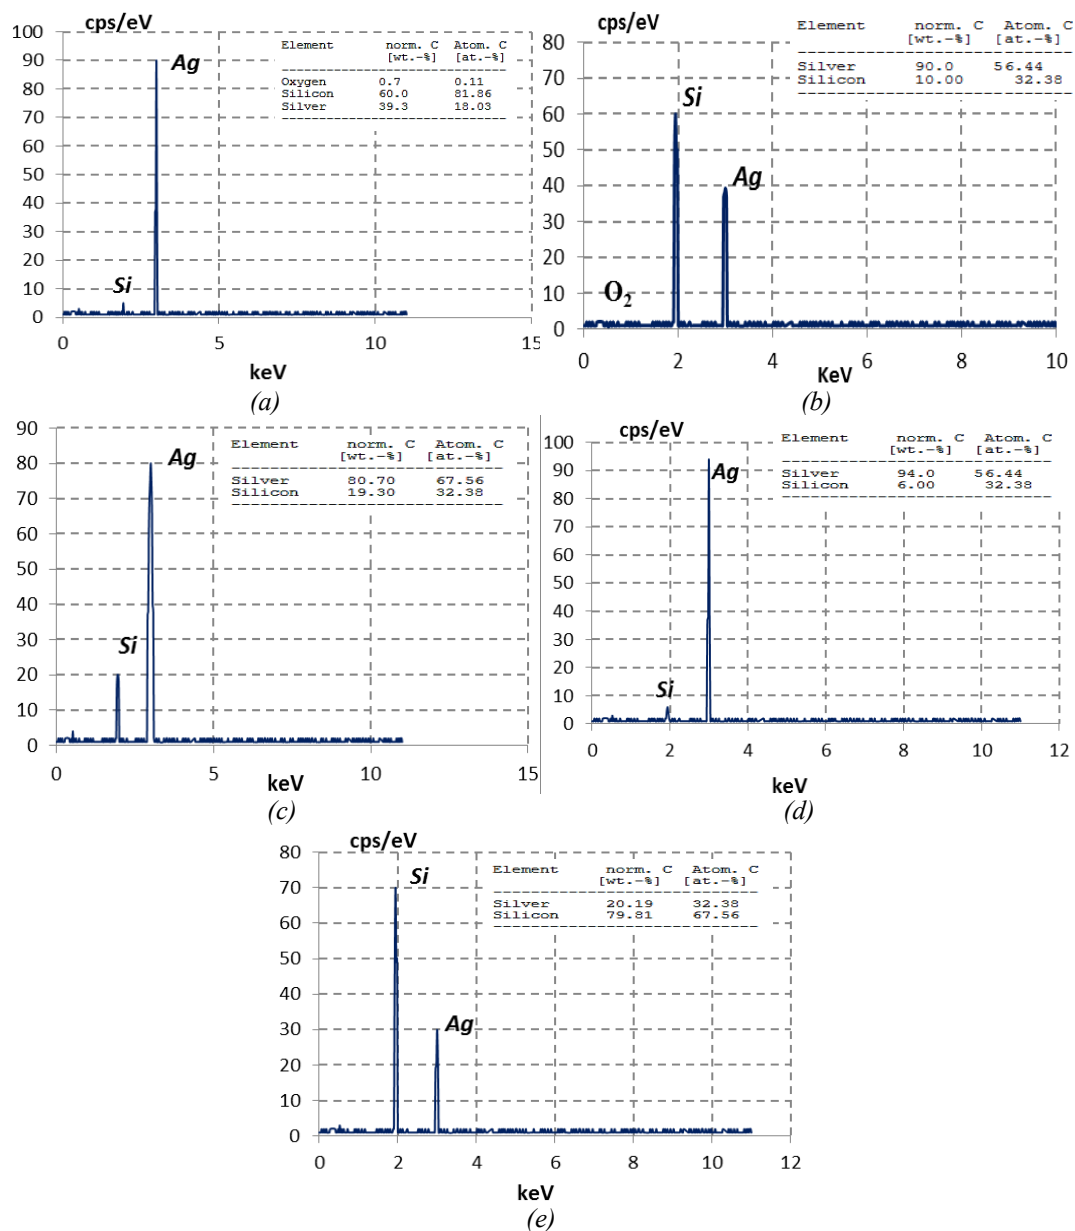 cps/eV
Element norm. C Atom. C
[wt.-%] [at.-%]
Oxygen 0.7 0.11
Silicon 60.0 81.86
Silver 39.3 18.03
Ag
Si
100
90
80
70
60
50
40
30
20
10
0
0 5 10 15
keV
(a)
cps/eV
Element norm. C Atom. C
[wt.-%] [at.-%]
Silver 90.0 56.44
Silicon 10.00 32.38
Si
Ag
O2
80
70
60
50
40
30
20
10
0
0 2 4 6 8 10
KeV
(b)
Element norm. C Atom. C
[wt.-%] [at.-%]
Silver 80.70 67.56
Silicon 19.30 32.38
Ag
Si
90
80
70
60
50
40
30
20
10
0
0 5 10 15
keV
(c)
cps/eV
Element norm. C Atom. C
[wt.-%] [at.-%]
Silver 94.0 56.44
Silicon 6.00 32.38
Ag
Si
100
90
80
70
60
50
40
30
20
10
0
0 2 4 6 8 10 12
keV
(d)
cps/eV
Element norm. C Atom. C
[wt.-%] [at.-%]
Silver 20.19 32.38
Silicon 79.81 67.56
Si
Ag
80
70
60
50
40
30
20
10
0
0 2 4 6 8 10 12
keV
(e)